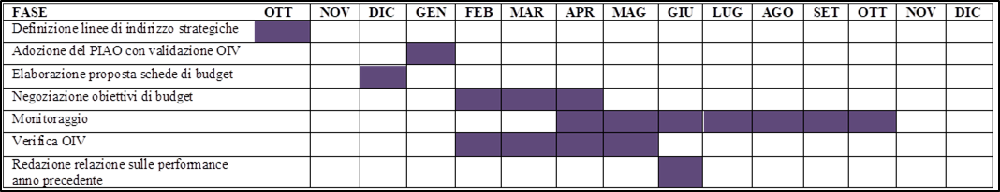 FASE OTT NOV DIC GEN FEB MAR APR MAG GIU LUG AGO SET OTT NOV DIC
Definizione linee di indirizzo strategiche
Adozione del PIAO con validazione OIV
Elaborazione proposta schede di budget
Negoziazione obiettivi di budget
Monitoraggio
Verifica OIV
Redazione relazione sulle performance
anno precedente